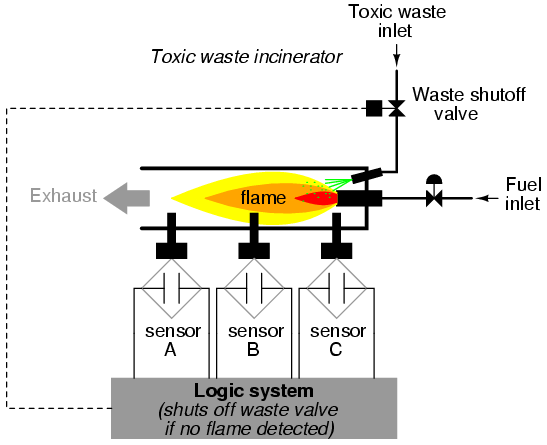 Toxic waste
inlet
Toxic waste incinerator
Waste shutoff
valve
Exhaust
flame
Fuel
inlet
sensor
A
sensor
B
sensor
C
Logic system
(shuts off waste valve
if no flame detected)